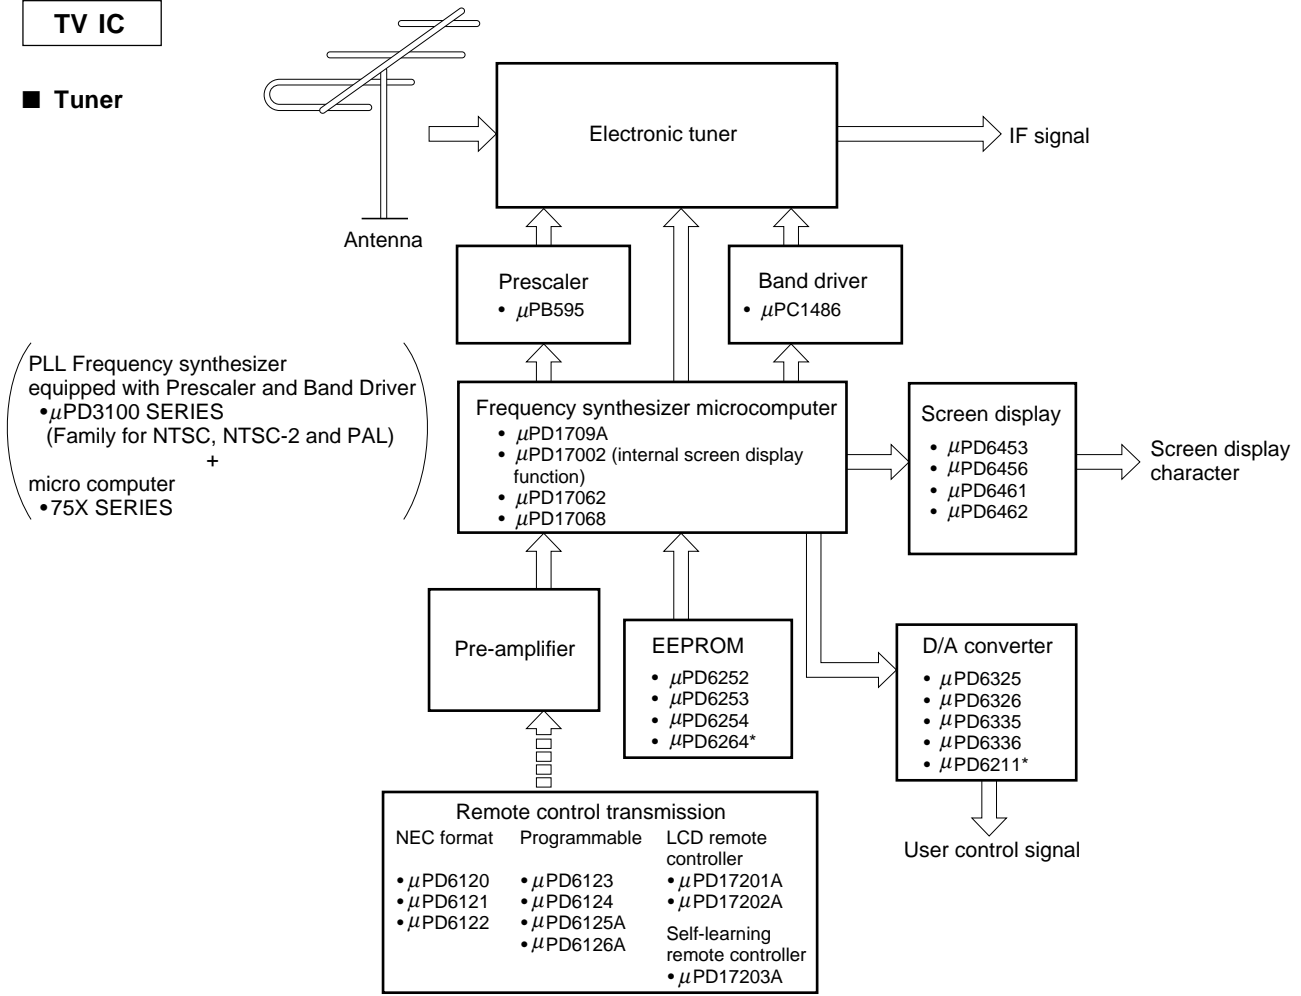 TV IC
■ Tuner
Electronic tuner
IF signal
Antenna
Prescaler
• μPB595
Band driver
• μPC1486
PLL Frequency synthesizer
equipped with Prescaler and Band Driver
• μPD3100 SERIES
(Family for NTSC, NTSC-2 and PAL)
+
micro computer
• 75X SERIES
Frequency synthesizer microcomputer
• μPD1709A
• μPD17002 (internal screen display
function)
• μPD17062
• μPD17068
Screen display
• μPD6453
• μPD6456
• μPD6461
• μPD6462
Screen display
character
Pre-amplifier
EEPROM
• μPD6252
• μPD6253
• μPD6254
• μPD6264*
D/A converter
• μPD6325
• μPD6326
• μPD6335
• μPD6336
• μPD6211*
User control signal
Remote control transmission
NEC format
• μPD6120
• μPD6121
• μPD6122
Programmable
• μPD6123
• μPD6124
• μPD6125A
• μPD6126A
LCD remote
controller
• μPD17201A
• μPD17202A
Self-learning
remote controller
• μPD17203A